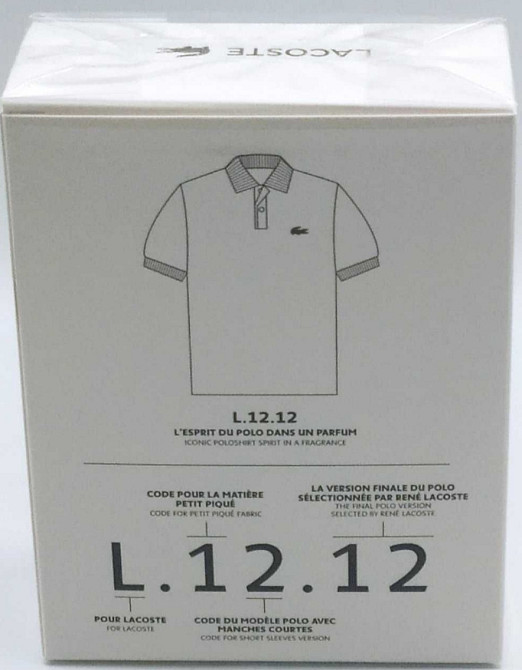 LACOSTE
L.12.12
L'ESPRIT DU POLO DANS UN PARFUM
ICONIC POLOSHIRT SPIRIT IN A FRAGRANCE
CODE POUR LA MATIÈRE
PETIT PIQUÉ
CODE FOR PETIT PIQUÉ FABRIC
LA VERSION FINALE DU POLO
SÉLECTIONNÉE PAR RENÉ LACOSTE
THE FINAL POLO VERSION
SELECTED BY RENÉ LACOSTE
L.12.12
POUR LACOSTE
FOR LACOSTE
CODE DU MODÈLE POLO AVEC
MANCHES COURTES
CODE FOR SHORT SLEEVES VERSION